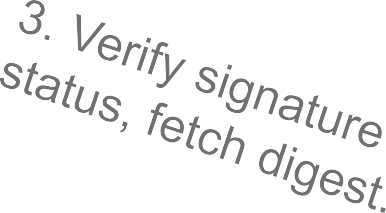 3. Verify signature
status, fetch digest.